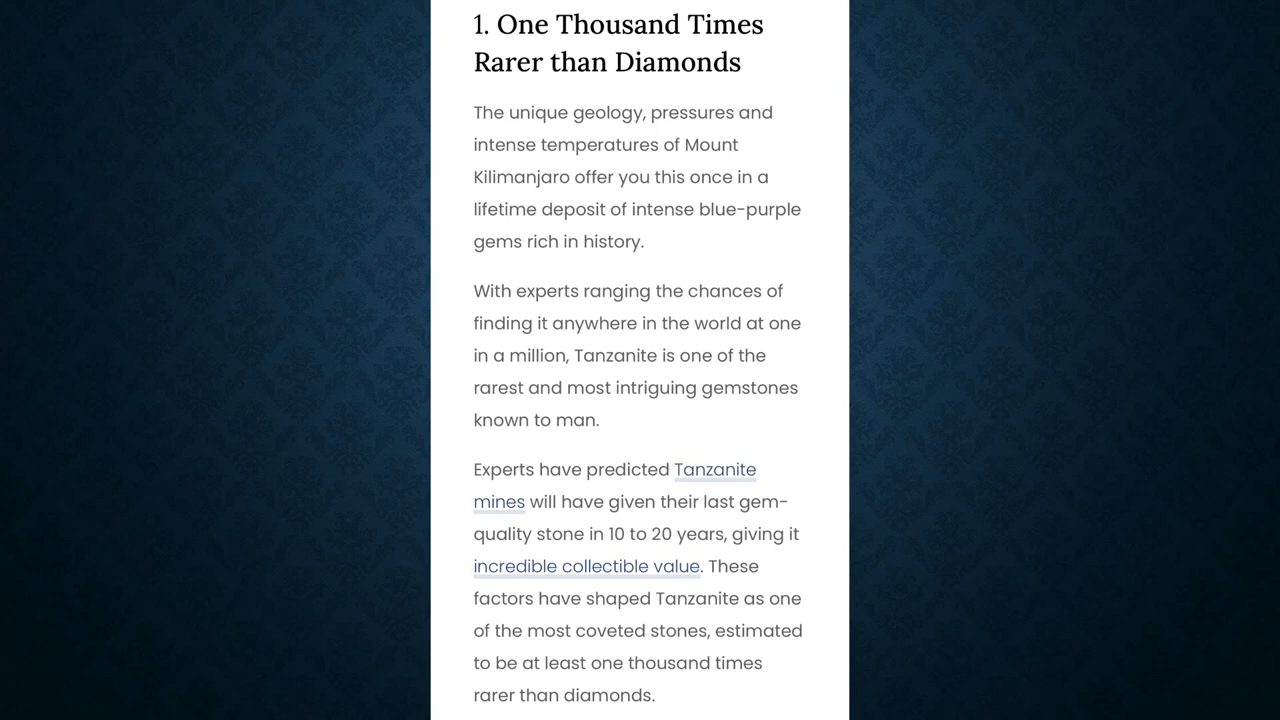 1. One Thousand Times
Rarer than Diamonds
The unique geology, pressures and
intense temperatures of Mount
Kilimanjaro offer you this once in a
lifetime deposit of intense blue-purple
gems rich in history.
With experts ranging the chances of
finding it anywhere in the world at one
in a million, Tanzanite is one of the
rarest and most intriguing gemstones
known to man.
Experts have predicted Tanzanite
mines will have given their last gem-
quality stone in 10 to 20 years, giving it
incredible collectible value. These
factors have shaped Tanzanite as one
of the most coveted stones, estimated
to be at least one thousand times
rarer than diamonds.